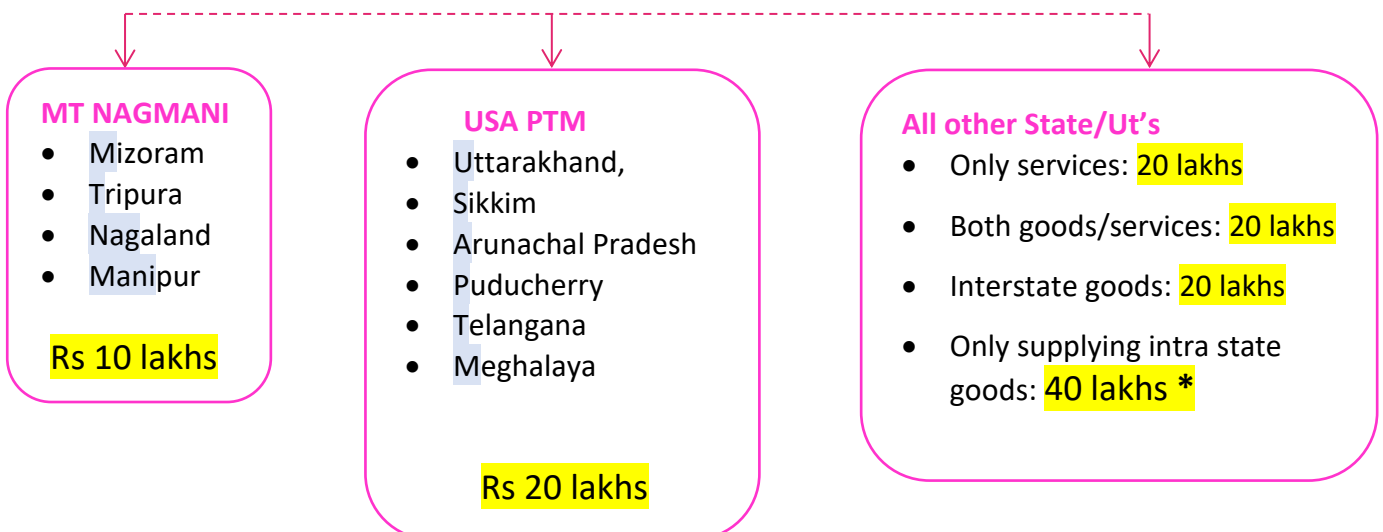 MT NAGMANI
• Mizoram
• Tripura
• Nagaland
• Manipur
Rs 10 lakhs
USA PTM
• Uttarakhand,
• Sikkim
• Arunachal Pradesh
• Puducherry
• Telangana
• Meghalaya
Rs 20 lakhs
All other State/Ut’s
• Only services: 20 lakhs
• Both goods/services: 20 lakhs
• Interstate goods: 20 lakhs
• Only supplying intra state
goods: 40 lakhs *